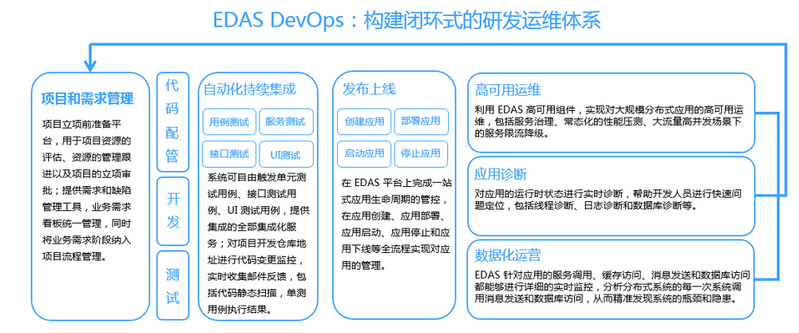 EDAS DevOps：构建闭环式的研发运维体系
项目和需求管理
项目立项前准备平
台，用于项目资源的
评估、资源的管理跟
进以及项目的立项审
批；提供需求和缺陷
管理工具，业务需求
看板统一管理，同时
将业务需求阶段纳入
项目流程管理。
代码配管
开发
测试
自动化持续集成
用例测试
服务测试
接口测试
UI测试
系统可自由触发单元测
试用例、接口测试用
例、UI 测试用例，提供
集成的全部集成化服
务；对项目开发仓库地
址进行代码变更监控，
实时收集邮件反馈，包
括代码静态扫描，单测
用例执行结果。
发布上线
创建应用
部署应用
启动应用
停止应用
在 EDAS 平台上完成一站
式应用生命周期的管控，
在应用创建、应用部署、
应用启动、应用停止和应
用下线等全流程实现对应
用的管理。
高可用运维
利用 EDAS 高可用组件，实现对大规模分布式应用的高可用运
维，包括服务治理、常态化的性能压测、大流量高并发场景下
的服务限流降级。
应用诊断
对应用的运行时状态进行实时诊断，帮助开发人员进行快速问
题定位，包括线程诊断、日志诊断和数据库诊断等。
数据化运营
EDAS 针对应用的服务调用、缓存访问、消息发送和数据库访问
都能够进行详细的实时监控，分析分布式系统的每一次系统调
用消息发送和数据库访问，从而精准发现系统的瓶颈和隐患。